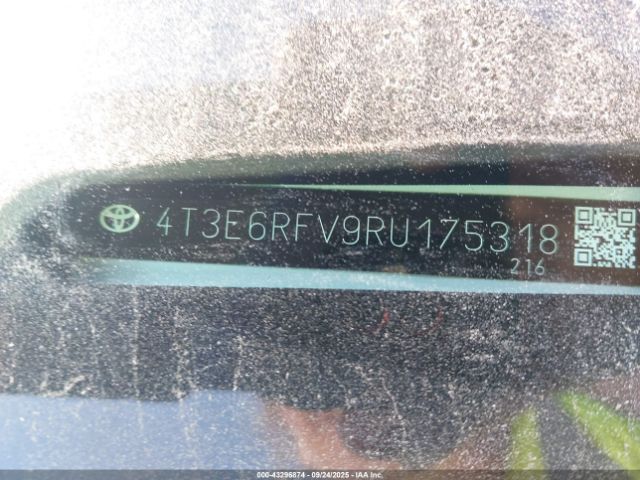 4T3E6RFV9RU175318
216
000-43296874 - 09/24/2025 - IAA Inc.